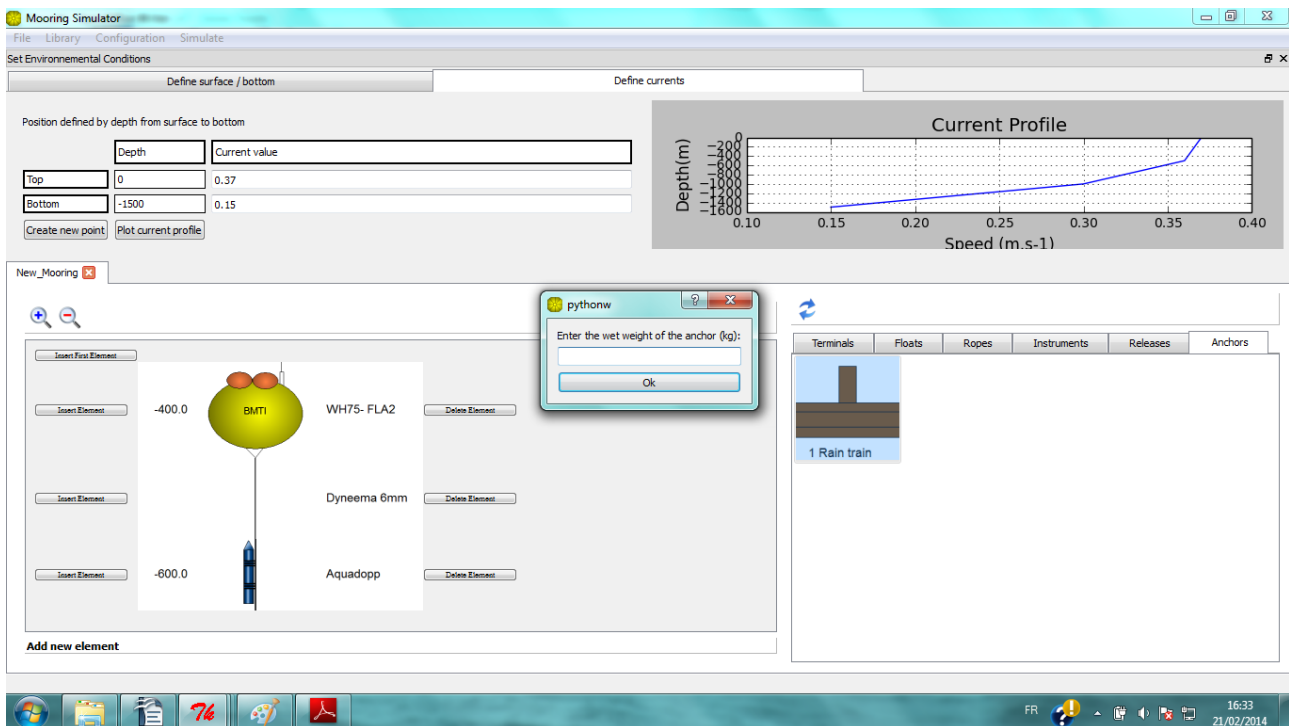 Mooring Simulator
File Library Configuration Simulate
Set Environnemental Conditions
Define surface / bottom
Define currents
Position defined by depth from surface to bottom
Depth Current value
Top 0 0.37
Bottom -1500 0.15
Create new point Plot current profile
Current Profile
Depth(m)
0
−200
−400
−600
−800
−1000
−1200
−1400
−1600
0.10 0.15 0.20 0.25 0.30 0.35 0.40
Speed (m.s-1)
New_Mooring
pythonw
Enter the wet weight of the anchor (kg):
Ok
Insert First Element
Insert Element -400.0 BMTI WH75- FLA2 Delete Element
Insert Element Dyneema 6mm Delete Element
Insert Element -600.0 Aquadopp Delete Element
Add new element
Terminals Floats Ropes Instruments Releases Anchors
1 Rain train
FR
16:33
21/02/2014